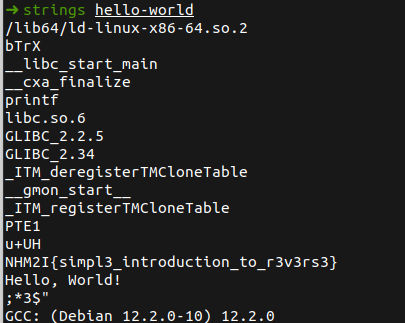 ➜ strings hello-world
/lib64/ld-linux-x86-64.so.2
bTrX
__libc_start_main
__cxa_finalize
printf
libc.so.6
GLIBC_2.2.5
GLIBC_2.34
_ITM_deregisterTMCloneTable
__gmon_start__
_ITM_registerTMCloneTable
PTE1
u+UH
NHM2I{simpl3_introduction_to_r3v3rs3}
Hello, World!
;*3$"
GCC: (Debian 12.2.0-10) 12.2.0